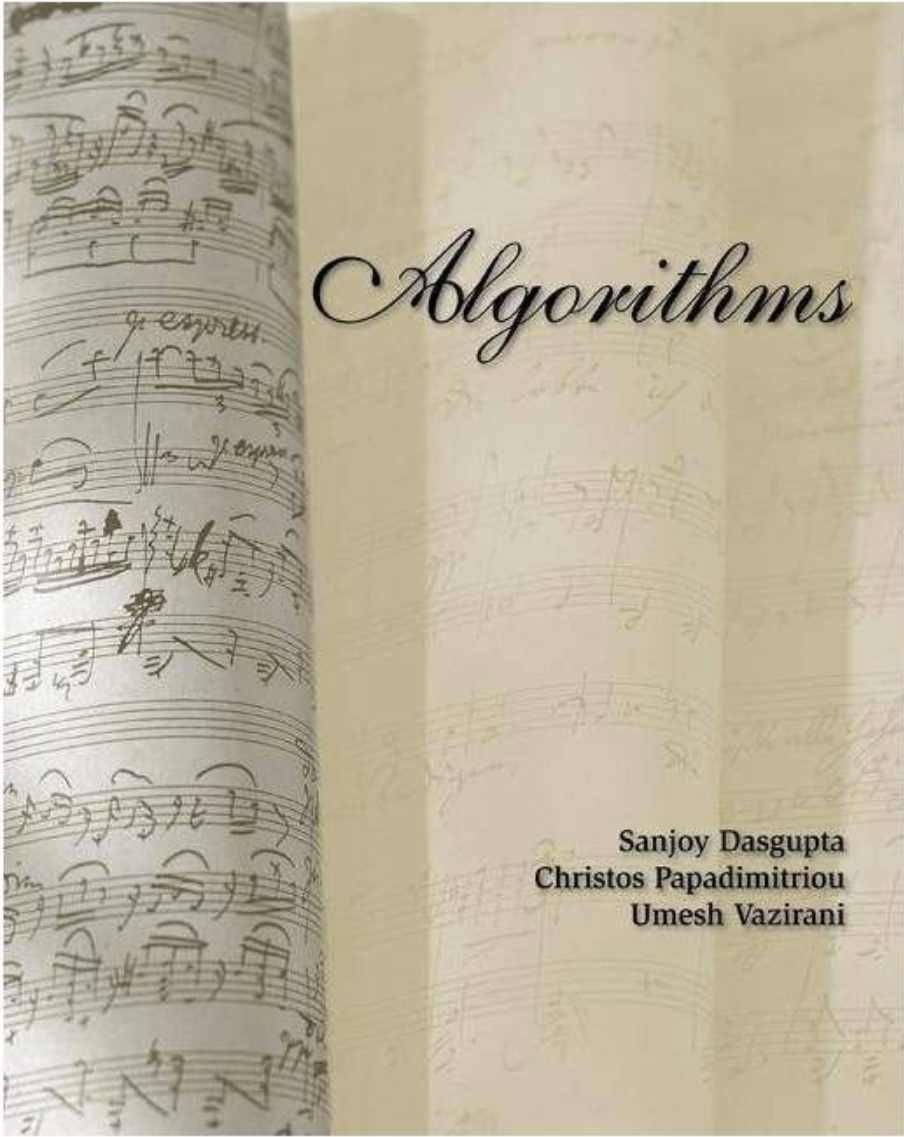 Algorithms
Sanjoy Dasgupta
Christos Papadimitriou
Umesh Vazirani